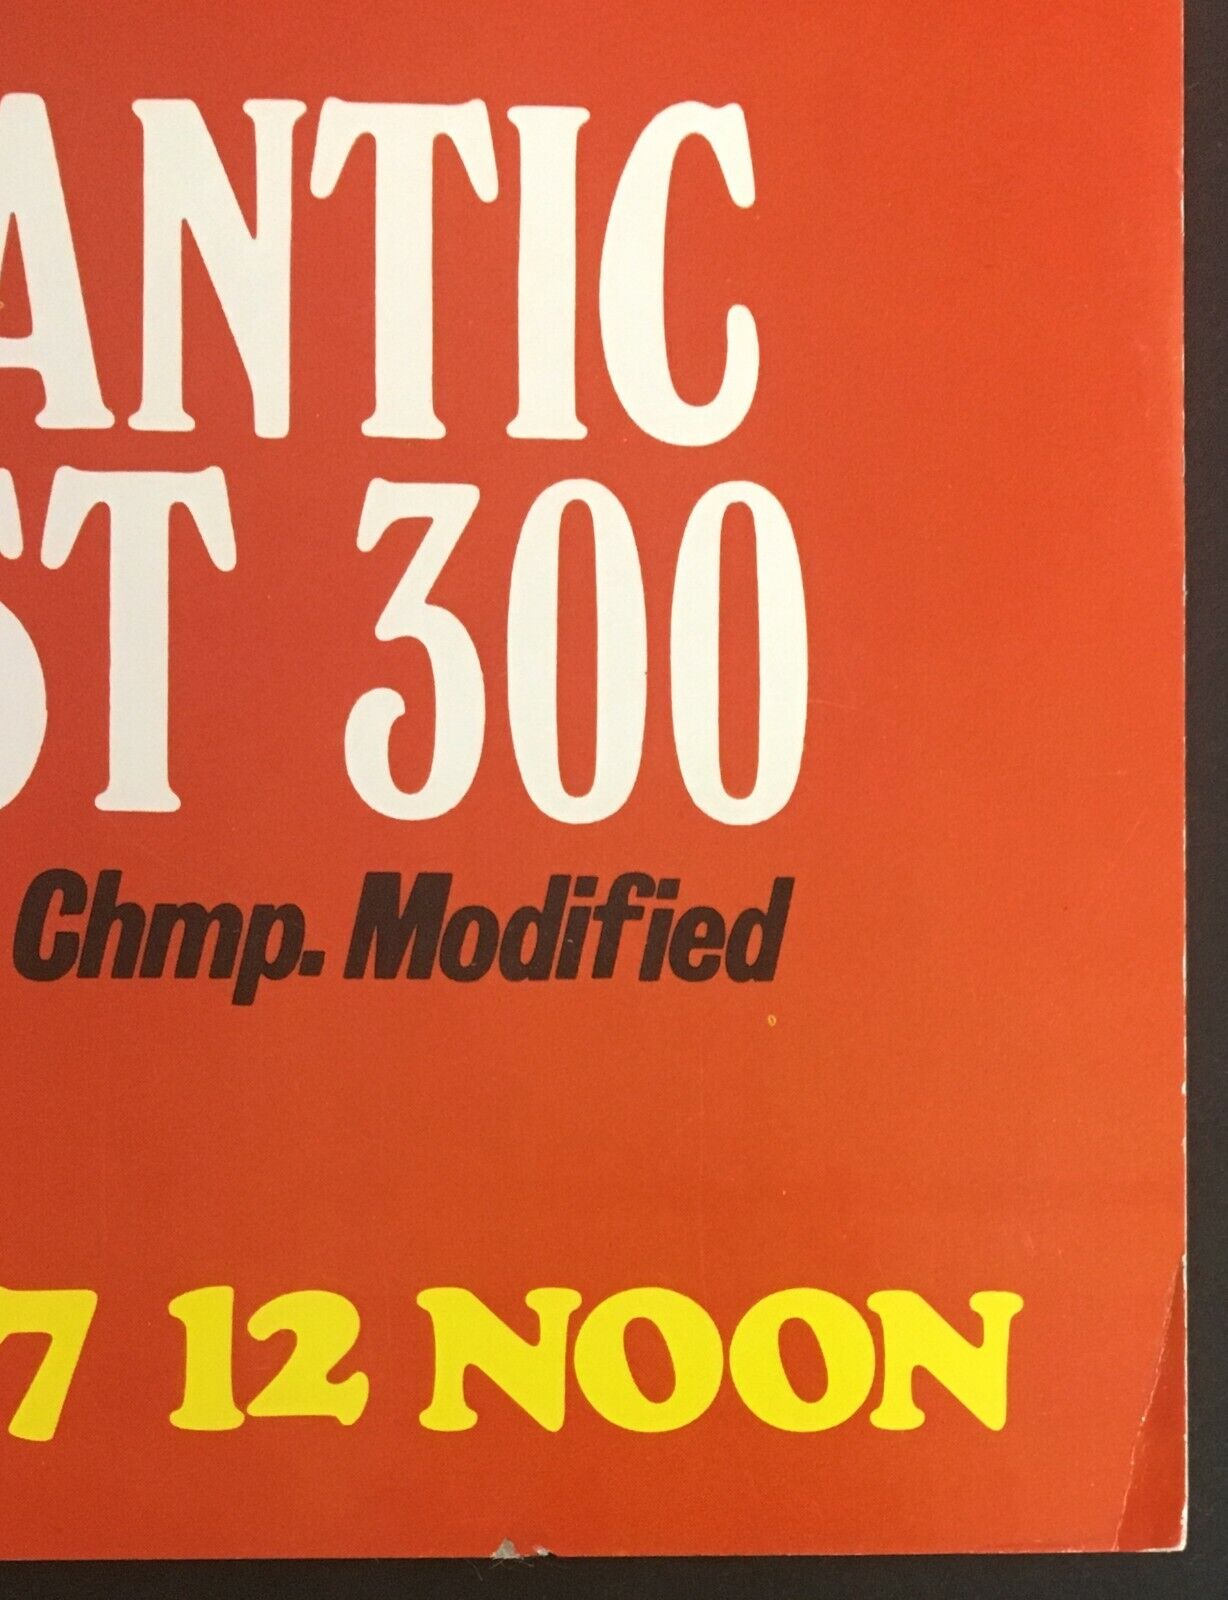 ANTIC
ST 300
Chmp. Modified
7 12 NOON